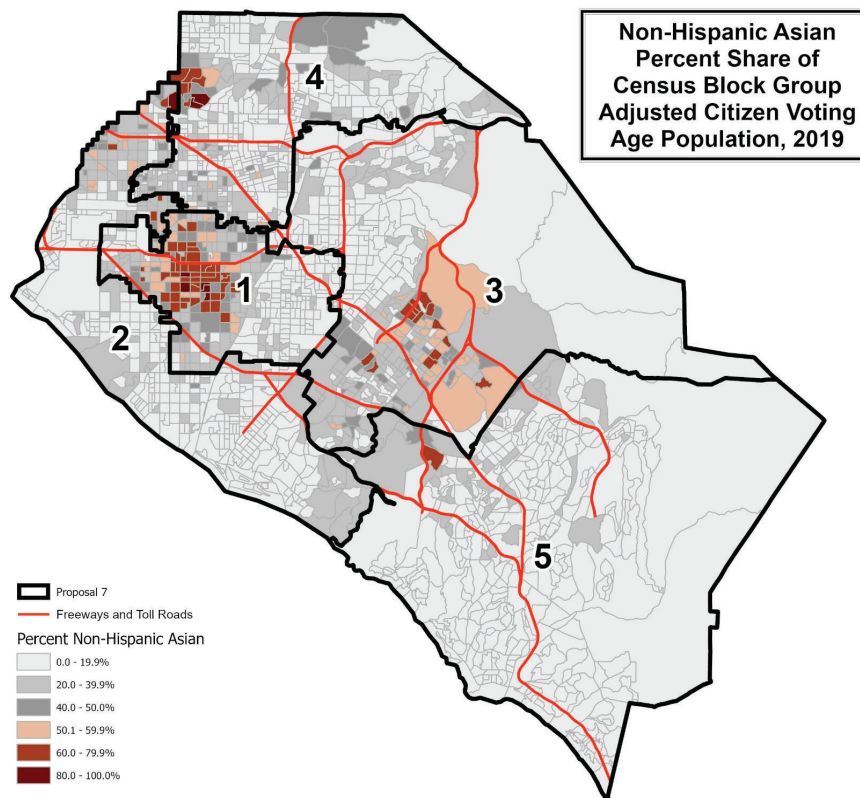 Non-Hispanic Asian
Percent Share of
Census Block Group
Adjusted Citizen Voting
Age Population, 2019
4
3
1
2
5
Proposal 7
Freeways and Toll Roads
Percent Non-Hispanic Asian
0.0 - 19.9%
20.0 - 39.9%
40.0 - 50.0%
50.1 - 59.9%
60.0 - 79.9%
80.0 - 100.0%